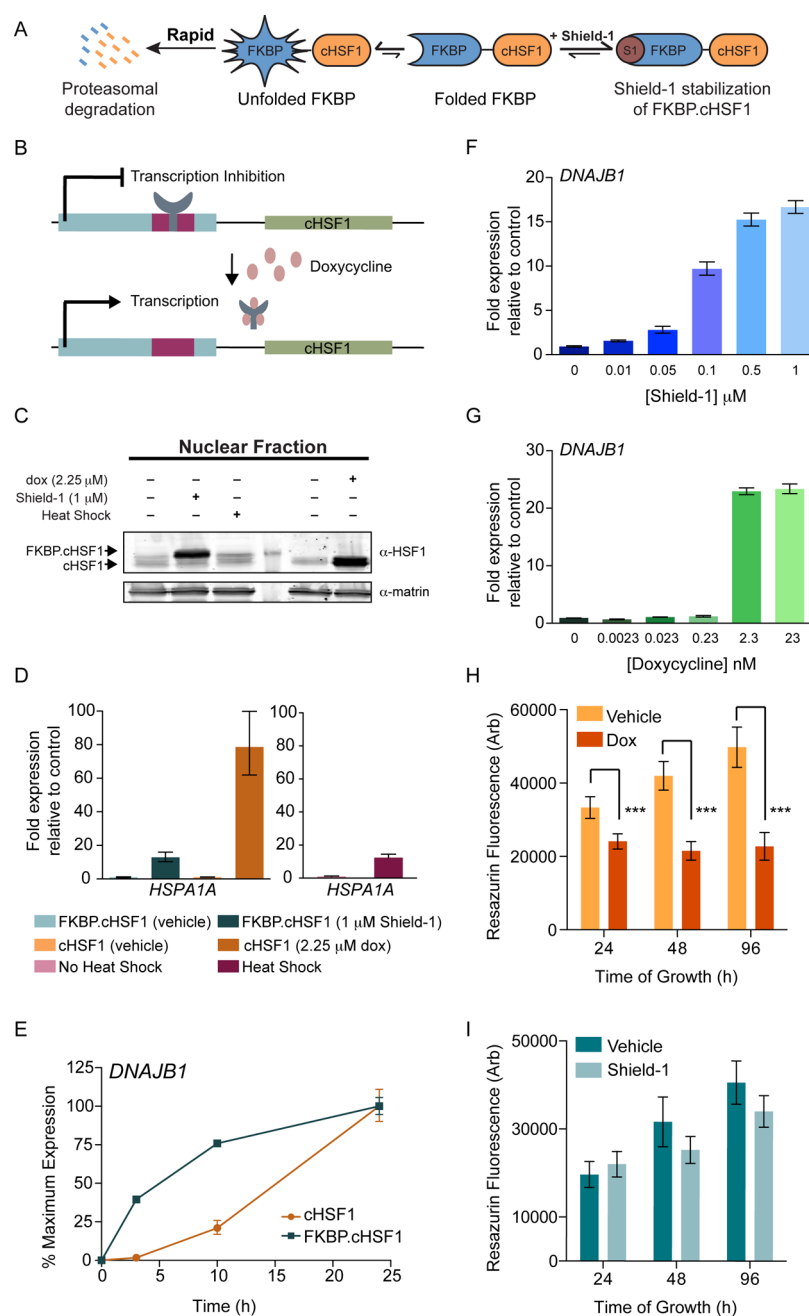 A
Rapid
FKBP
cHSF1
FKBP
cHSF1
+ Shield-1
S1
FKBP
cHSF1
Proteasomal
degradation
Unfolded FKBP
Folded FKBP
Shield-1 stabilization
of FKBP.cHSF1
B
Transcription Inhibition
cHSF1
Doxycycline
Transcription
cHSF1
C
Nuclear Fraction
dox (2.25 μM) – – – – +
Shield-1 (1 μM) – + – – –
Heat Shock – – + – –
FKBP.cHSF1
cHSF1
α-HSF1
α-matrin
D
Fold expression
relative to control
100
80
60
40
20
0
HSPA1A
100
80
60
40
20
0
HSPA1A
FKBP.cHSF1 (vehicle)
FKBP.cHSF1 (1 μM Shield-1)
cHSF1 (vehicle)
cHSF1 (2.25 μM dox)
No Heat Shock
Heat Shock
E
DNAJB1
% Maximum Expression
125
100
75
50
25
0
cHSF1
FKBP.cHSF1
0 5 10 15 20 25
Time (h)
F
DNAJB1
Fold expression
relative to control
20
15
10
5
0
0 0.01 0.05 0.1 0.5 1
[Shield-1] μM
G
DNAJB1
Fold expression
relative to control
30
20
10
0
0 0.0023 0.023 0.23 2.3 23
[Doxycycline] nM
H
Resazurin Fluorescence (Arb)
60000
40000
20000
0
Vehicle
Dox
*** *** ***
24 48 96
Time of Growth (h)
I
Resazurin Fluorescence (Arb)
50000
30000
10000
0
Vehicle
Shield-1
24 48 96
Time of Growth (h)